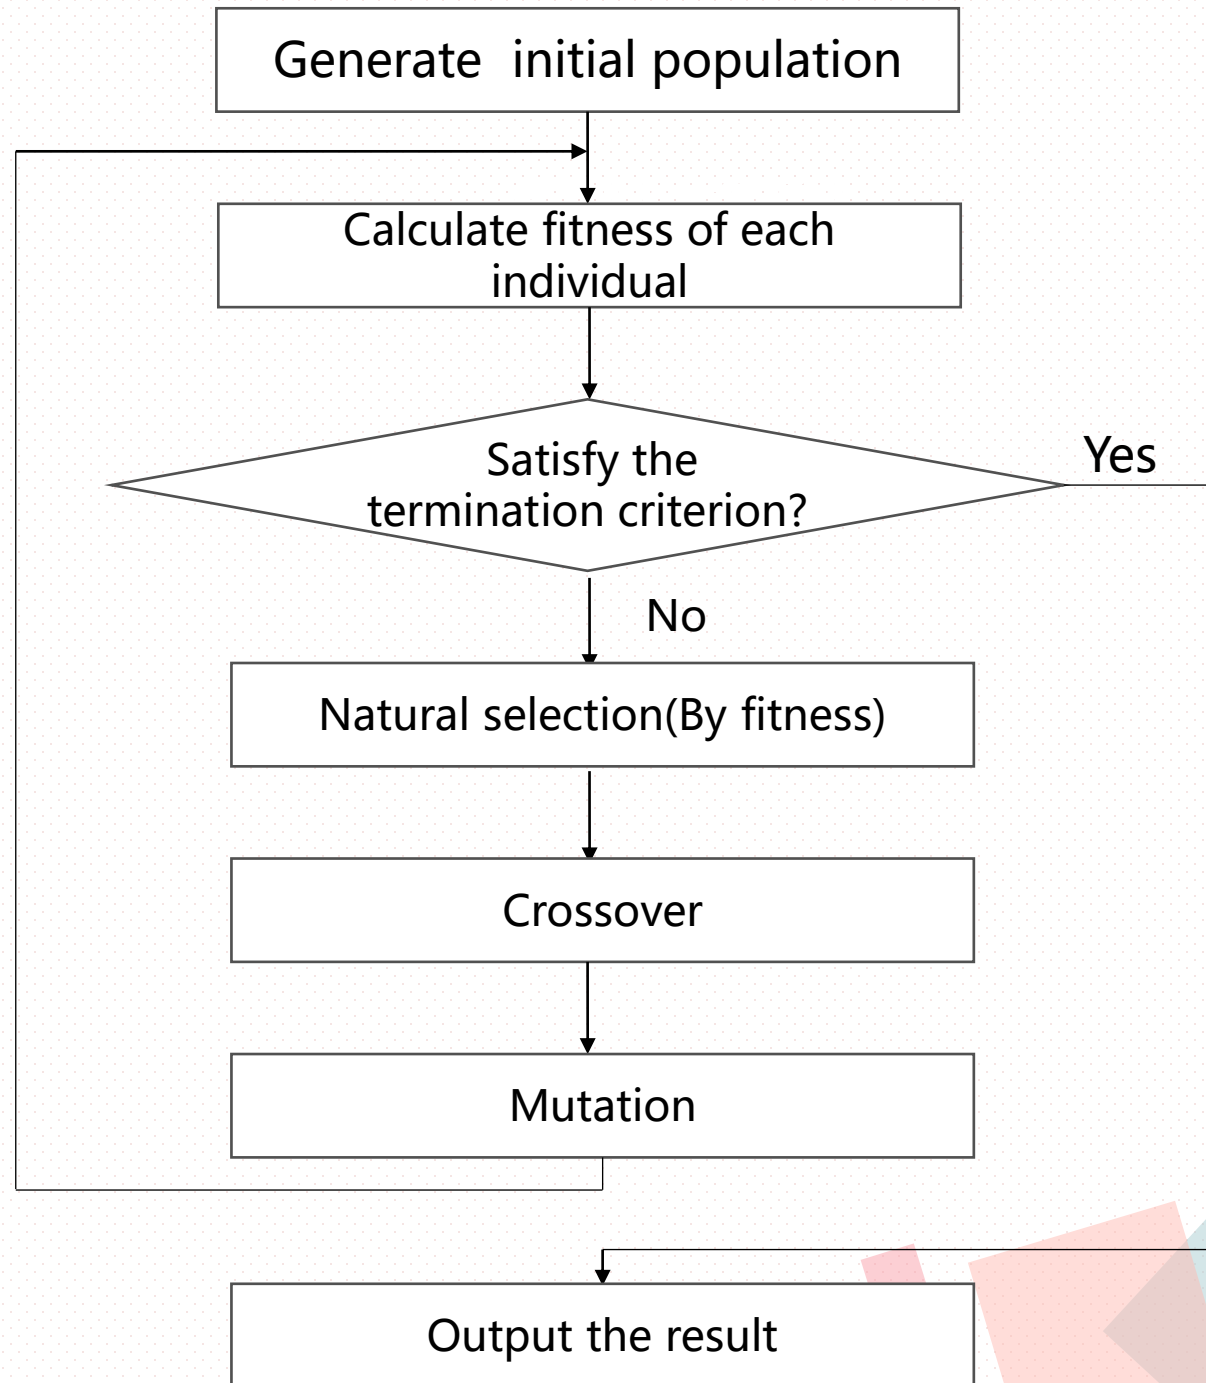 Generate  initial population
Calculate fitness of each
individual
Satisfy the
termination criterion?
Yes
No
Natural selection(By fitness)
Crossover
Mutation
Output the result